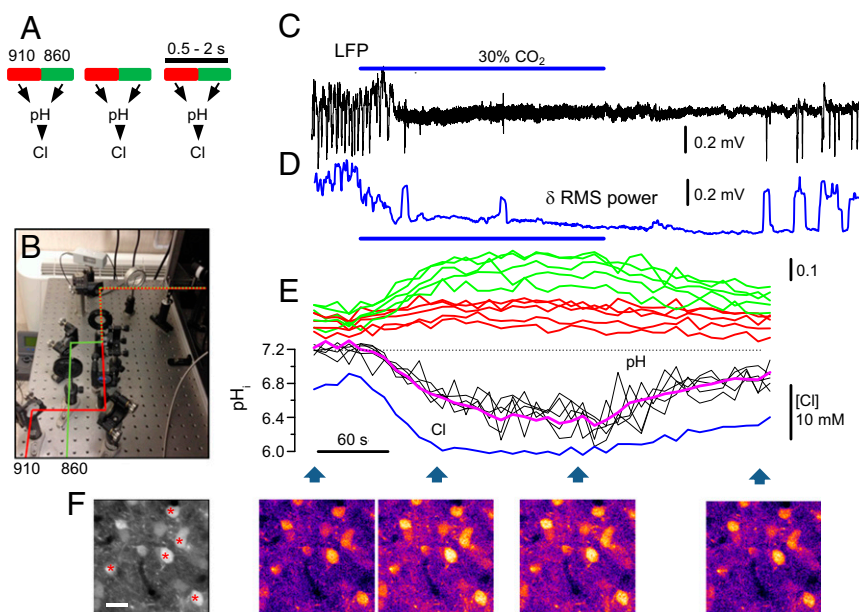 A
910 860
0.5 - 2 s
pH
pH
pH
Cl
Cl
Cl
B
910
860
C
LFP
30% CO₂
0.2 mV
D
δ RMS power
0.2 mV
0.1
E
7.2
6.8
6.4
6.0
pHᵢ
pH
Cl
60 s
[Cl]
10 mM
F
* * * * *